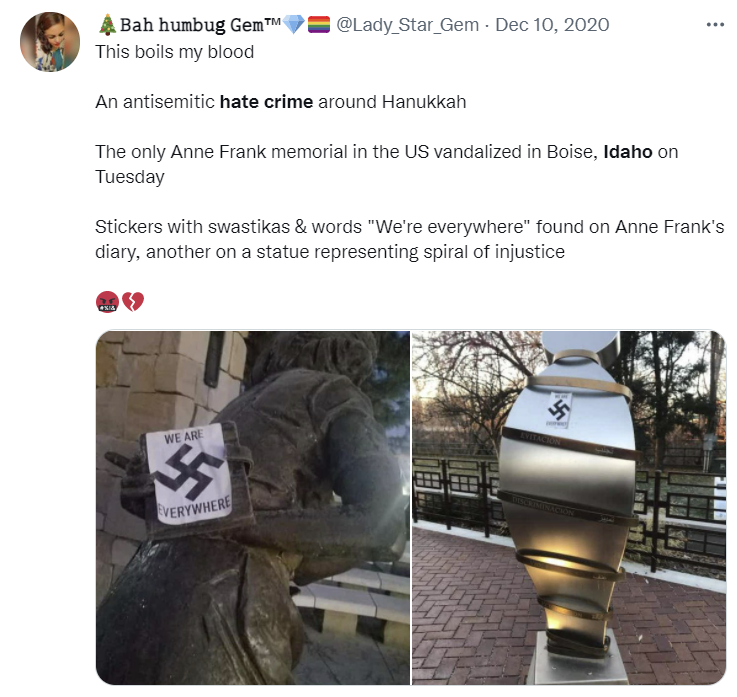 🎄Bah humbug Gem™💎🏳️‍🌈 @Lady_Star_Gem · Dec 10, 2020
This boils my blood
An antisemitic hate crime around Hanukkah
The only Anne Frank memorial in the US vandalized in Boise, Idaho on
Tuesday
Stickers with swastikas & words "We're everywhere" found on Anne Frank's
diary, another on a statue representing spiral of injustice
🤬💔
WE ARE
EVERYWHERE
WE ARE
EVERYWHERE
DISCRIMINACIÓN